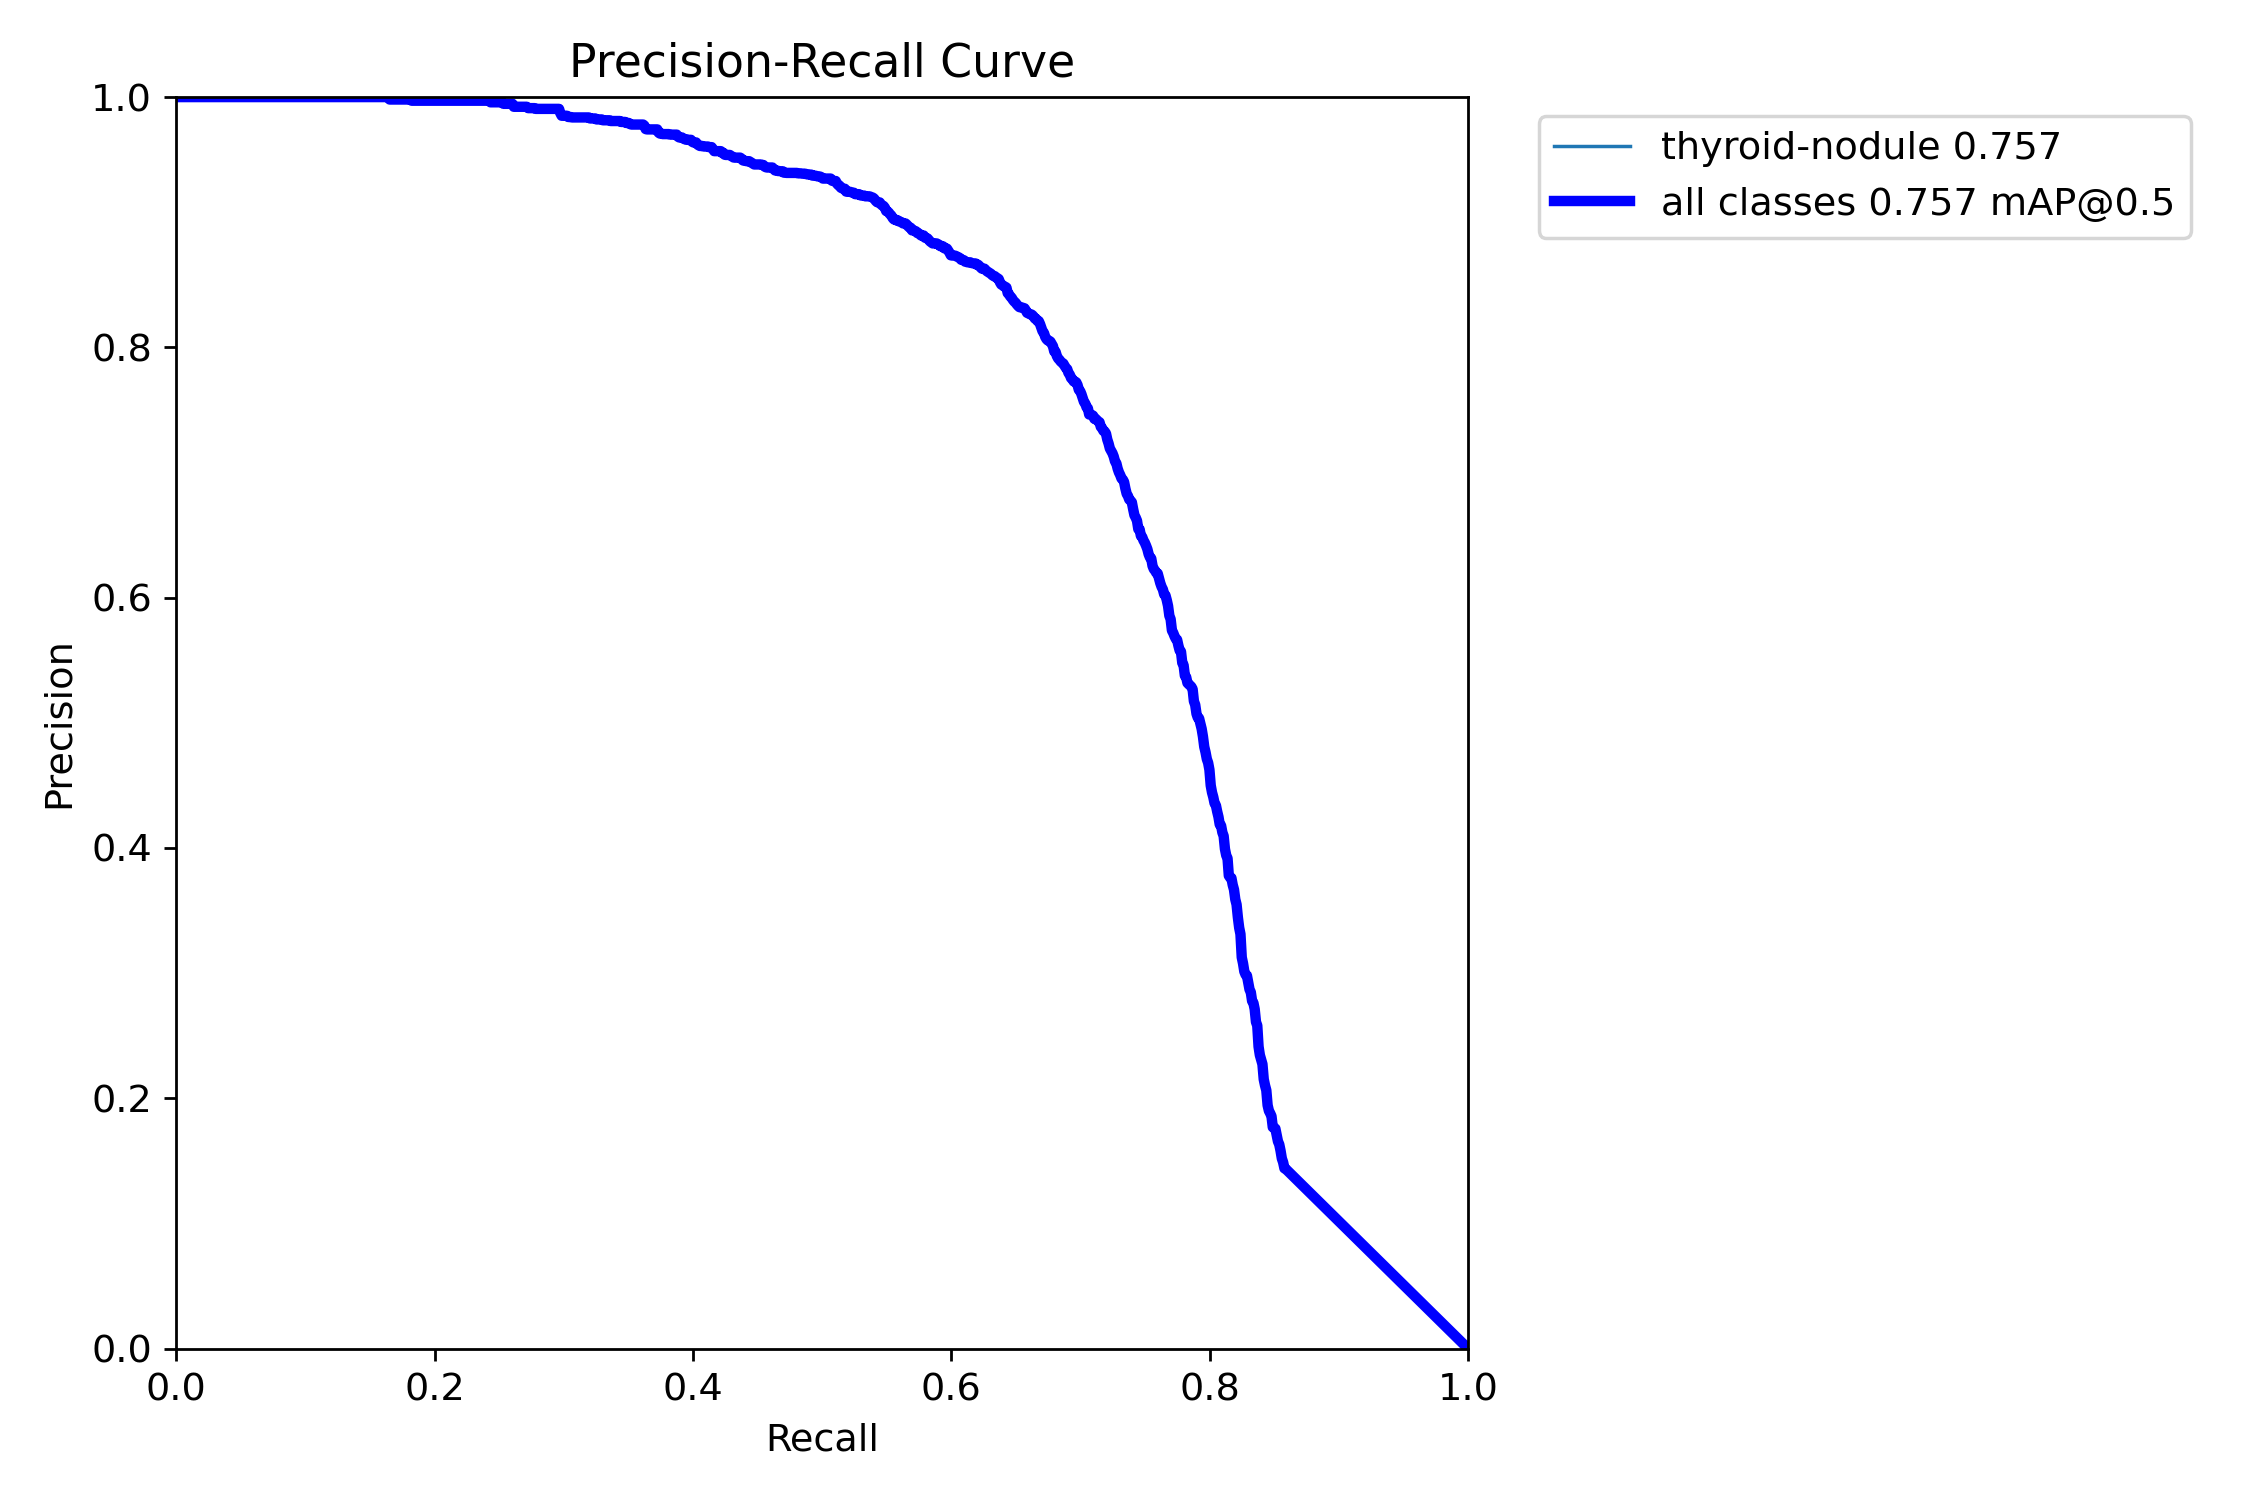 Precision-Recall Curve
1.0
0.8
0.6
0.4
0.2
0.0
Precision
0.0 0.2 0.4 0.6 0.8 1.0
Recall
thyroid-nodule 0.757
all classes 0.757 mAP@0.5